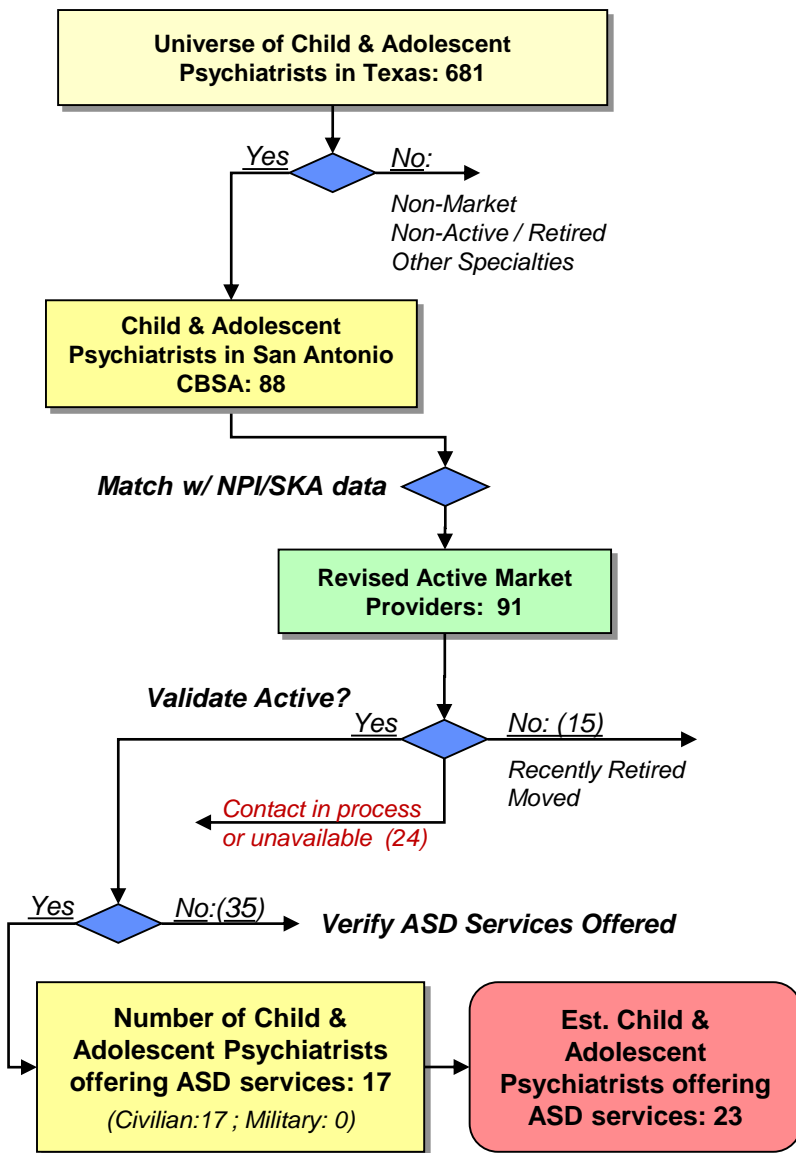 Universe of Child & Adolescent
Psychiatrists in Texas: 681
Yes
No:
Non-Market
Non-Active / Retired
Other Specialties
Child & Adolescent
Psychiatrists in San Antonio
CBSA: 88
Match w/ NPI/SKA data
Revised Active Market
Providers:  91
Validate Active?
Yes
No: (15)
Recently Retired
Moved
Contact in process
or unavailable  (24)
Yes
No:(35)
Verify ASD Services Offered
Number of Child &
Adolescent Psychiatrists
offering ASD services: 17
(Civilian:17 ; Military: 0)
Est. Child &
Adolescent
Psychiatrists offering
ASD services: 23